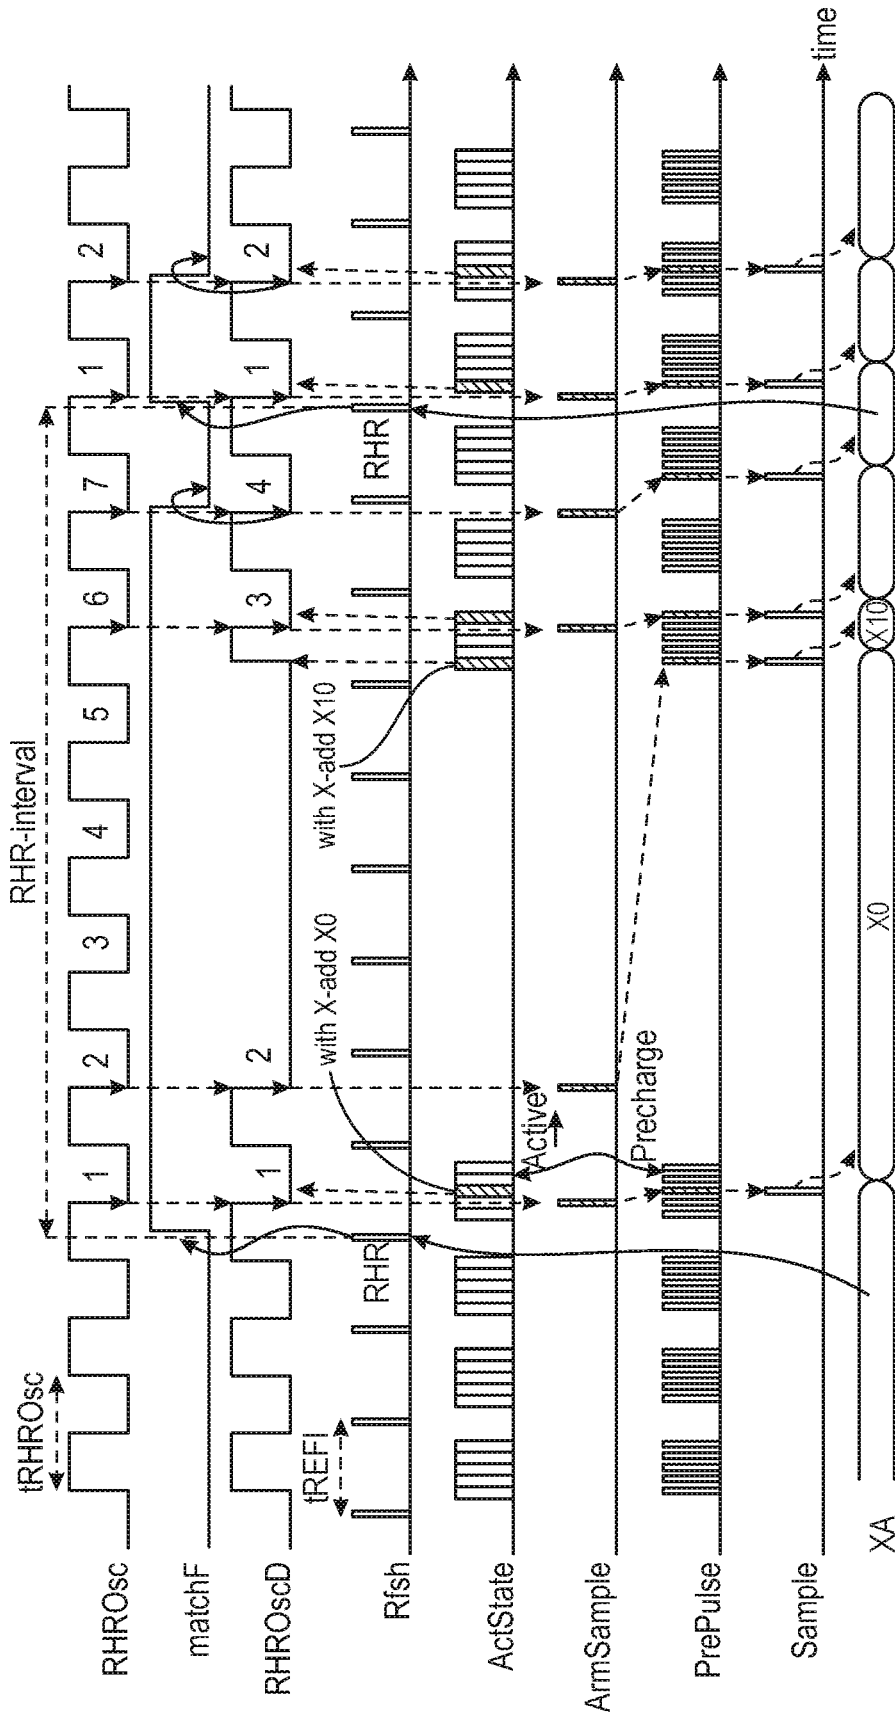 RHR-interval
tRHROsc
RHROsc
1
2
3
4
5
6
7
1
2
matchF
RHROscD
1
2
3
4
1
2
tREFi
Rfsh
RHR
RHR
with X-add X0
with X-add X10
ActState
Active
ArmSample
Precharge
PrePulse
Sample
time
XA
X0
X10